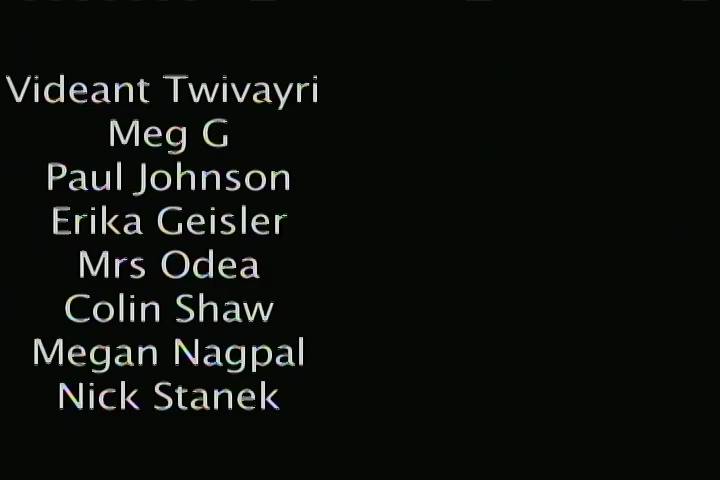 Videant Twivayri
Meg G
Paul Johnson
Erika Geisler
Mrs Odea
Colin Shaw
Megan Nagpal
Nick Stanek